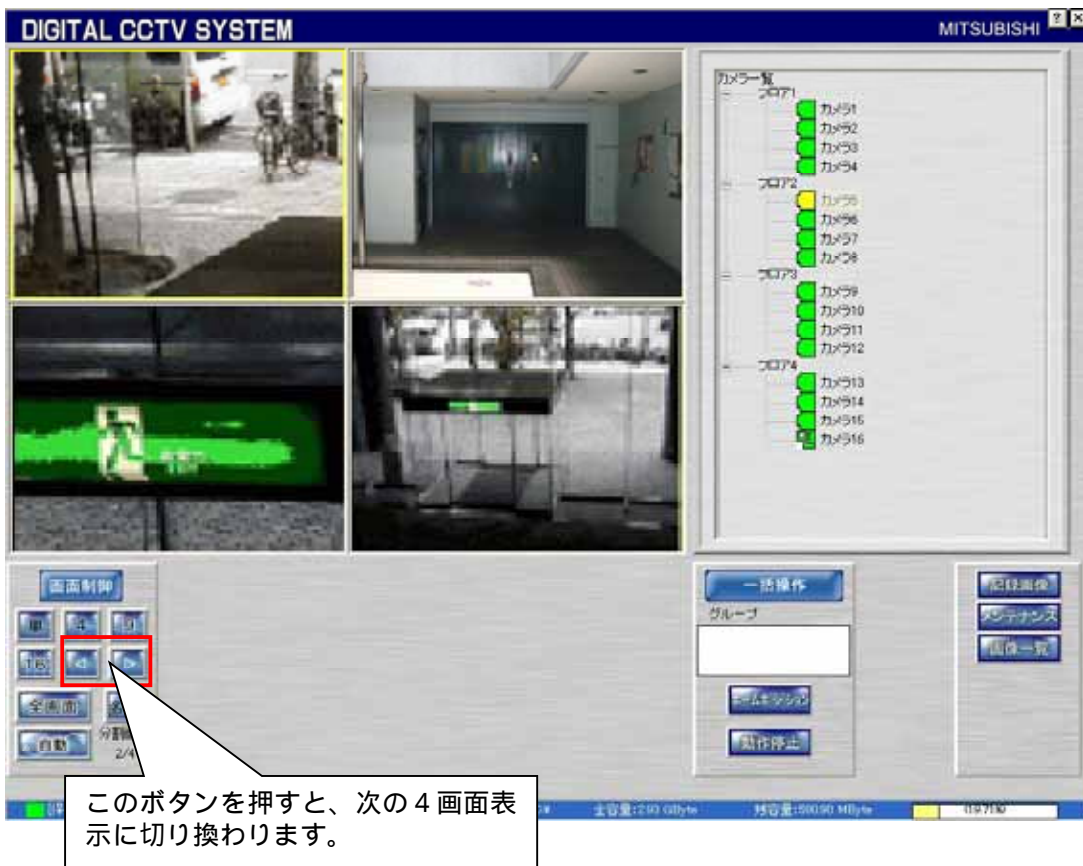 DIGITAL CCTV SYSTEM
MITSUBISHI
カメラ一覧
フロア1
カメラ1
カメラ2
カメラ3
カメラ4
フロア2
カメラ5
カメラ6
カメラ7
カメラ8
フロア3
カメラ9
カメラ10
カメラ11
カメラ12
フロア4
カメラ13
カメラ14
カメラ15
カメラ16
画面制御
単 4 9
16 ◁ ▷
全画面
自動
2/4
一括操作
グループ
ホームポジション
動作停止
記録画像
メンテナンス
画像一覧
このボタンを押すと、次の4画面表
示に切り換わります。